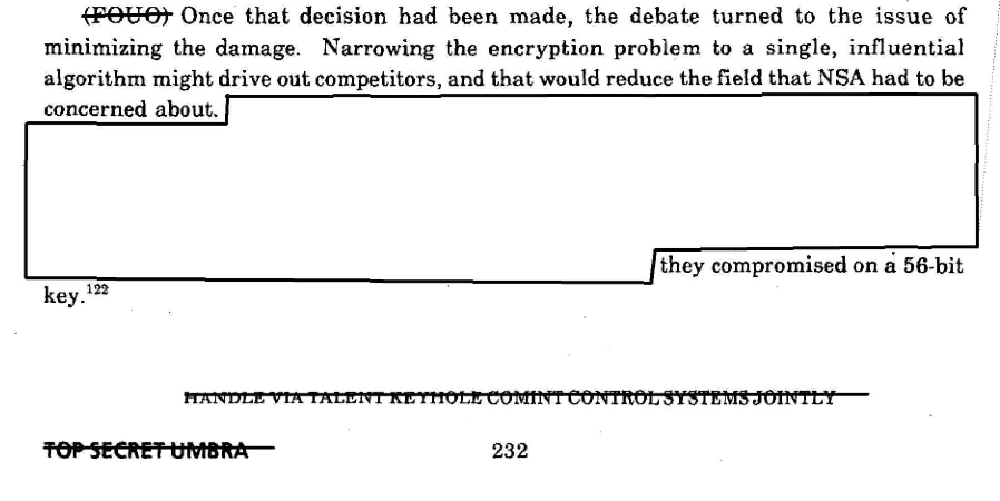 (FOUO) Once that decision had been made, the debate turned to the issue of
minimizing the damage. Narrowing the encryption problem to a single, influential
algorithm might drive out competitors, and that would reduce the field that NSA had to be
concerned about.
they compromised on a 56-bit
key.122
HANDLE VIA TALENT KEYHOLE COMINT CONTROL SYSTEMS JOINTLY
TOP SECRET UMBRA 232